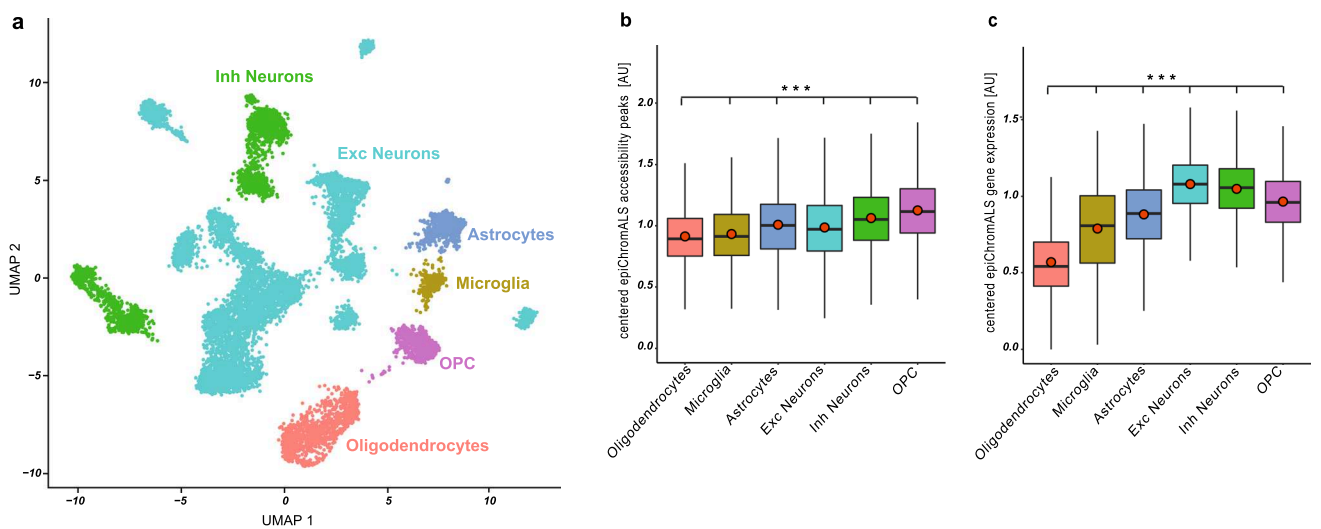 a
UMAP 2
10
5
0
−5
−10
Inh Neurons
Exc Neurons
Astrocytes
Microglia
OPC
Oligodendrocytes
−10
−5
0
5
10
UMAP 1
b
centered epiChromALS accessibility peaks [AU]
2.0
1.5
1.0
0.5
0.0
***
Oligodendrocytes
Microglia
Astrocytes
Exc Neurons
Inh Neurons
OPC
c
centered epiChromALS gene expression [AU]
1.5
1.0
0.5
0.0
***
Oligodendrocytes
Microglia
Astrocytes
Exc Neurons
Inh Neurons
OPC